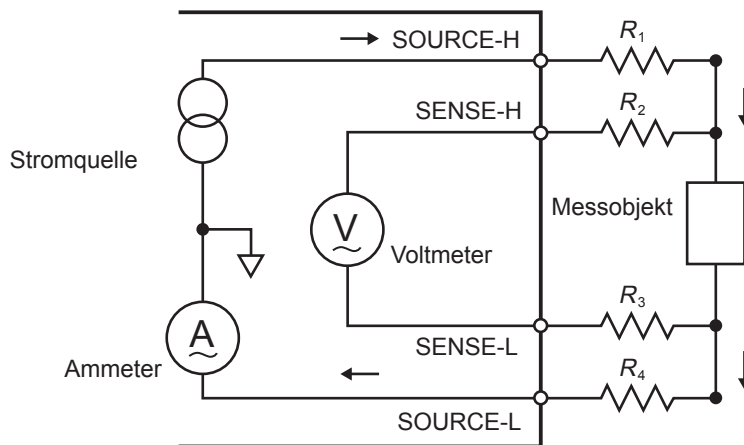 SOURCE-H
R1
SENSE-H
R2
Stromquelle
Messobjekt
V
Voltmeter
A
Ammeter
SENSE-L
R3
R4
SOURCE-L